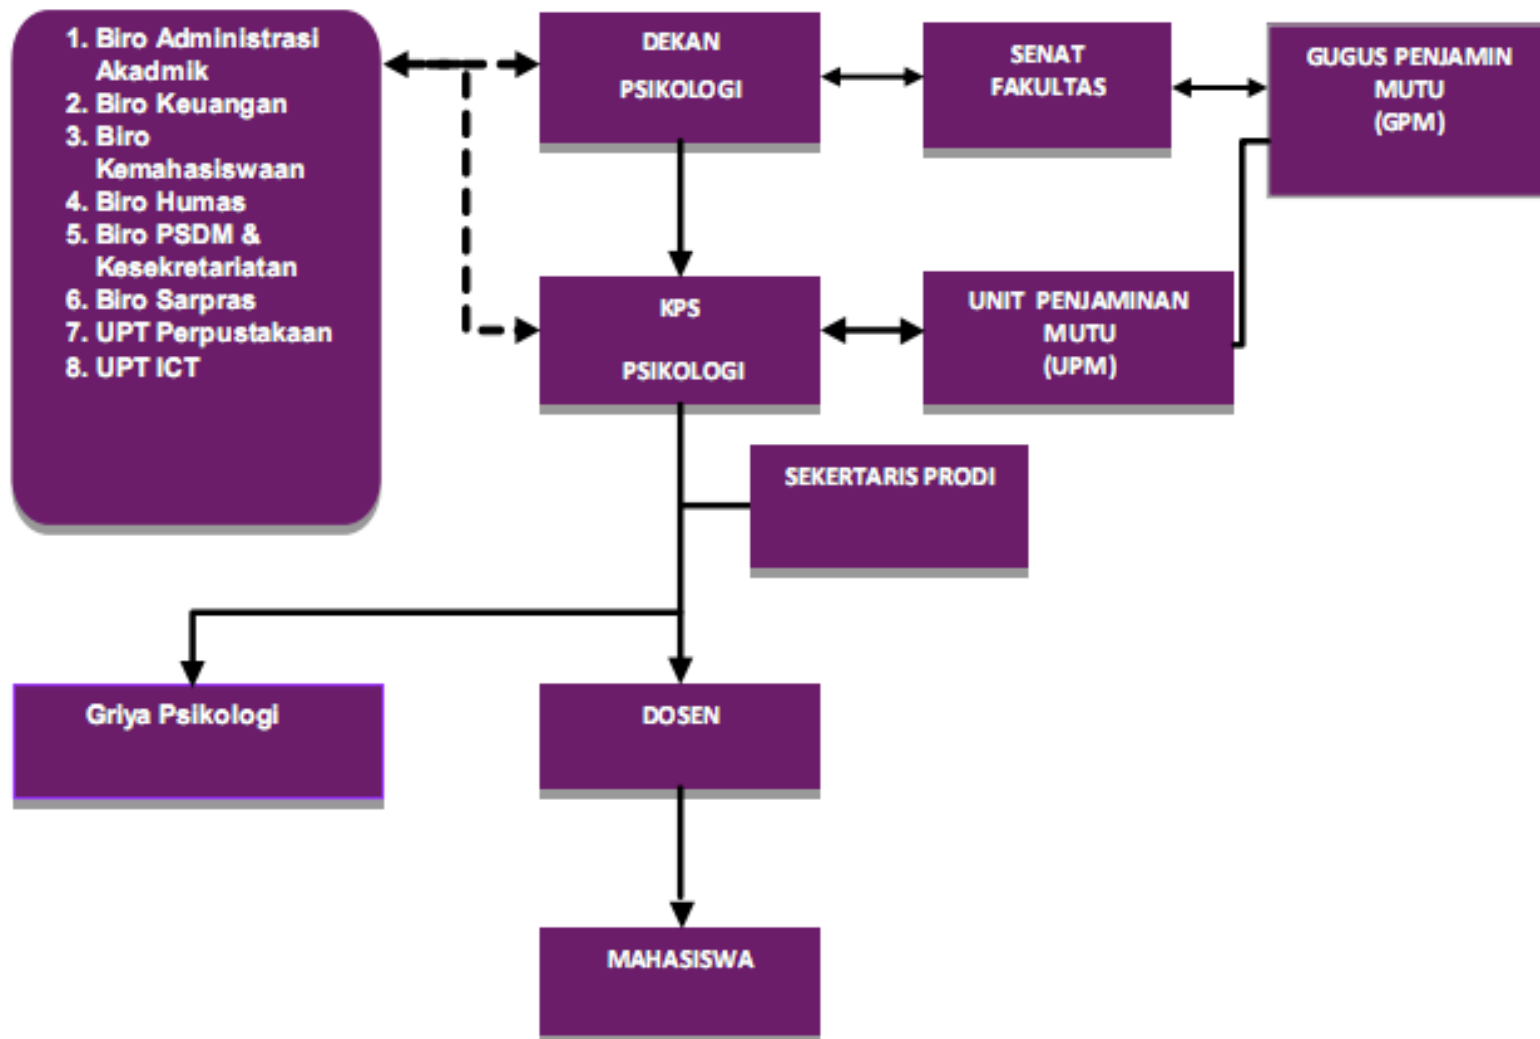 1. Biro Administrasi
Akadmik
2. Biro Keuangan
3. Biro
Kemahasiswaan
4. Biro Humas
5. Biro PSDM &
Kesekretariatan
6. Biro Sarpras
7. UPT Perpustakaan
8. UPT ICT
DEKAN
PSIKOLOGI
SENAT
FAKULTAS
GUGUS PENJAMIN
MUTU
(GPM)
KPS
PSIKOLOGI
UNIT PENJAMINAN
MUTU
(UPM)
SEKERTARIS PRODI
Griya Psikologi
DOSEN
MAHASISWA